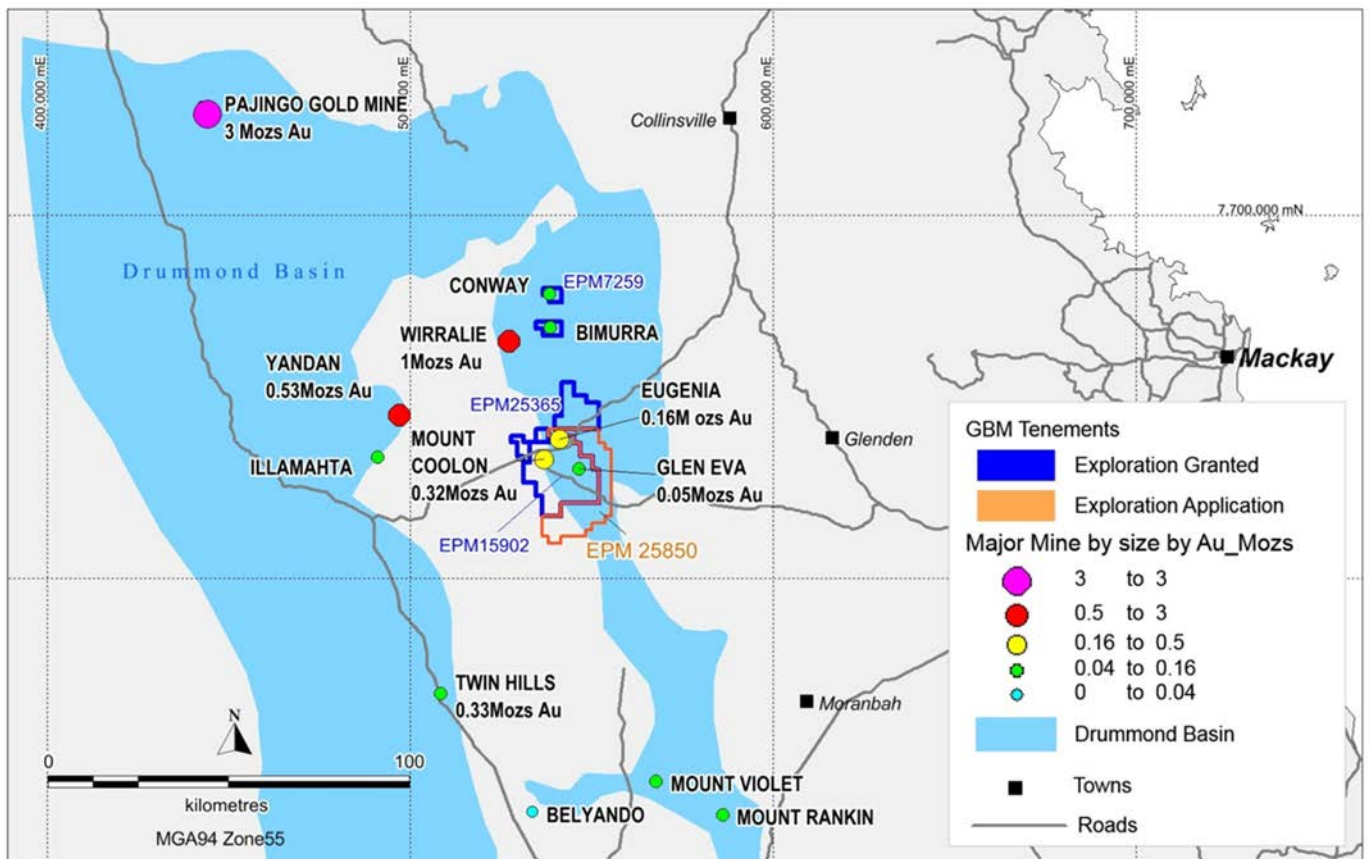 400,000 mE
500,000 mE
600,000 mE
700,000 mE
PAJINGO GOLD MINE
3 Mozs Au
Collinsville
7,700,000 mN
Drummond Basin
CONWAY
EPM7259
WIRRALIE
1Mozs Au
BIMURRA
YANDAN
0.53Mozs Au
EPM25365
EUGENIA
0.16M ozs Au
Mackay
MOUNT
COOLON
0.32Mozs Au
ILLAMAHTA
GLEN EVA
0.05Mozs Au
Glenden
EPM15902
EPM 25850
TWIN HILLS
0.33Mozs Au
Moranbah
MOUNT VIOLET
BELYANDO
MOUNT RANKIN
N
0
100
kilometres
MGA94 Zone55
GBM Tenements
Exploration Granted
Exploration Application
Major Mine by size by Au_Mozs
3 to 3
0.5 to 3
0.16 to 0.5
0.04 to 0.16
0 to 0.04
Drummond Basin
Towns
Roads